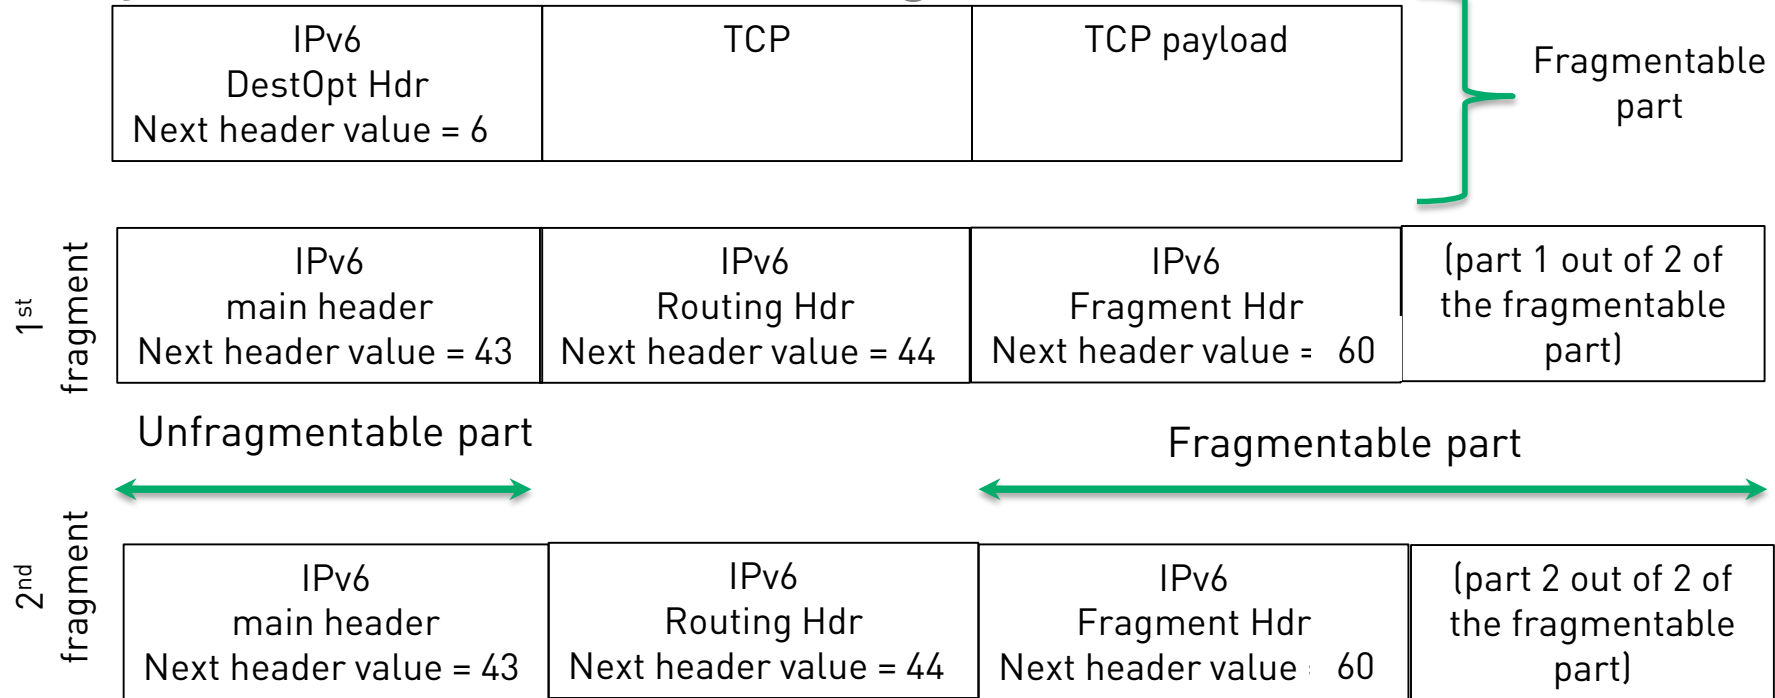 IPv6
DestOpt Hdr
Next header value = 6
TCP
TCP payload
Fragmentable
part
1st
fragment
IPv6
main header
Next header value = 43
IPv6
Routing Hdr
Next header value = 44
IPv6
Fragment Hdr
Next header value = 60
(part 1 out of 2 of
the fragmentable
part)
Unfragmentable part
Fragmentable part
2nd
fragment
IPv6
main header
Next header value = 43
IPv6
Routing Hdr
Next header value = 44
IPv6
Fragment Hdr
Next header value : 60
(part 2 out of 2 of
the fragmentable
part)